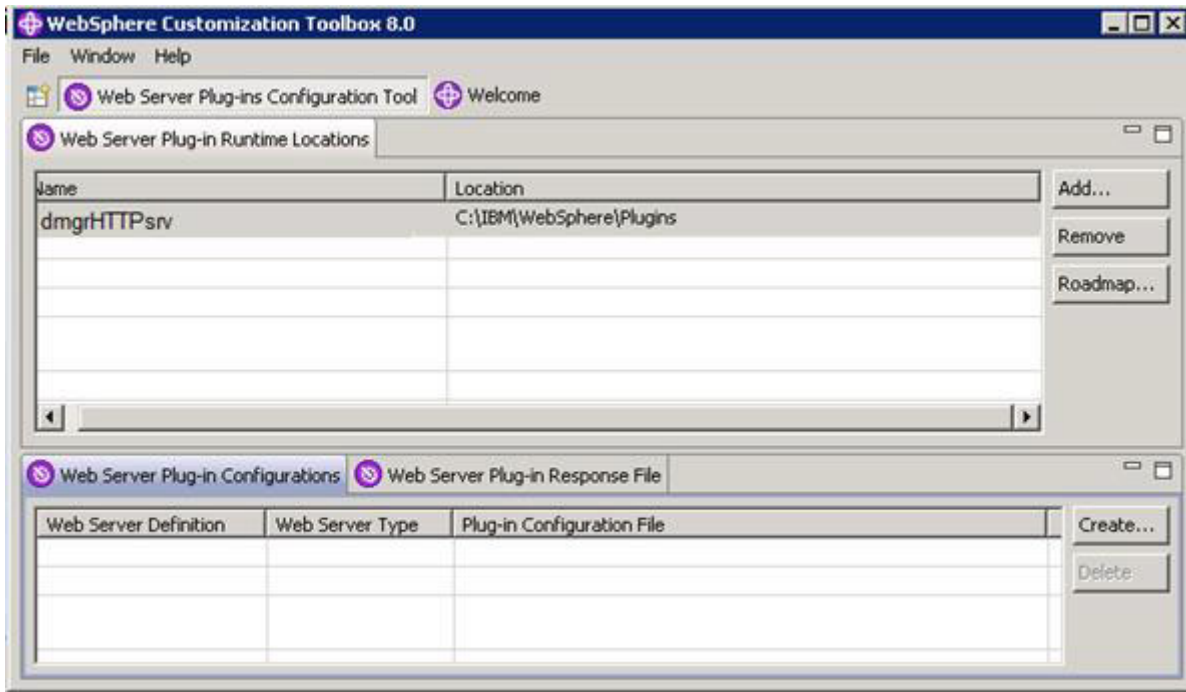 WebSphere Customization Toolbox 8.0
File Window Help
Web Server Plug-ins Configuration Tool Welcome
Web Server Plug-in Runtime Locations
Name Location Add...
dmgrHTTPsrv C:\IBM\WebSphere\Plugins
Remove
Roadmap...
Web Server Plug-in Configurations Web Server Plug-in Response File
Web Server Definition Web Server Type Plug-in Configuration File Create...
Delete